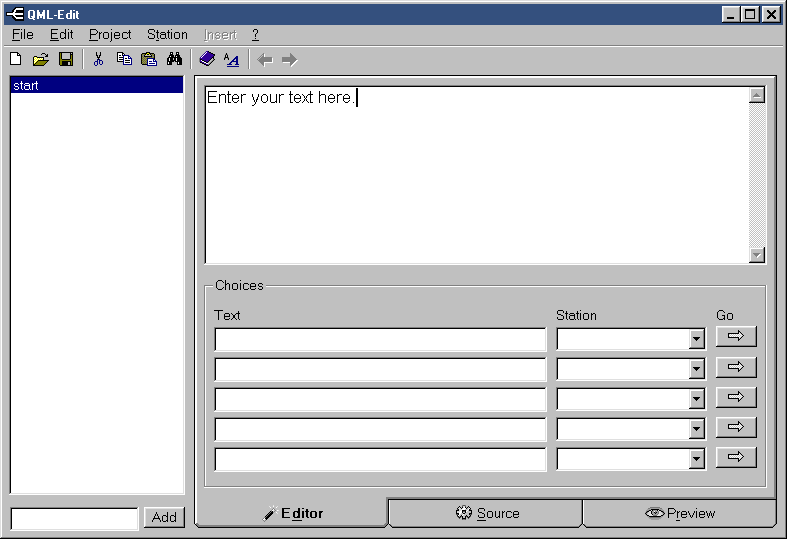 QML-Edit
File Edit Project Station Insert ?
start
Enter your text here.
Choices
Text Station Go
Add
Editor Source Preview